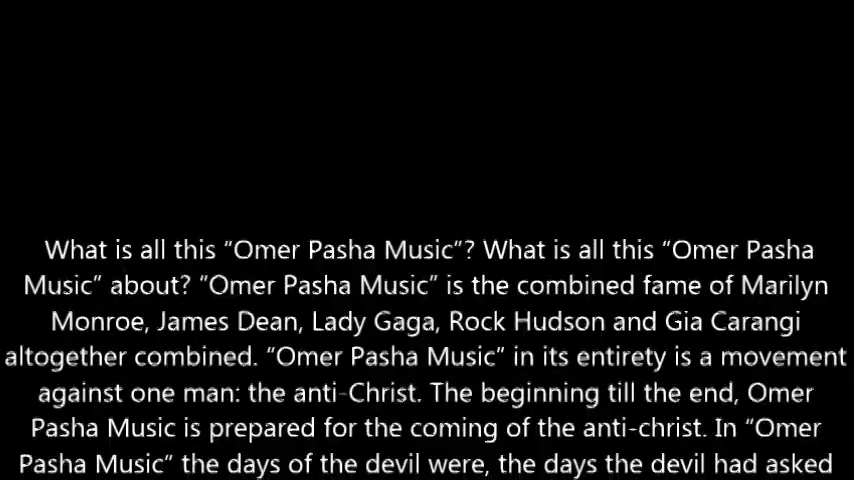 What is all this “Omer Pasha Music”? What is all this “Omer Pasha
Music” about? “Omer Pasha Music” is the combined fame of Marilyn
Monroe, James Dean, Lady Gaga, Rock Hudson and Gia Carangi
altogether combined. “Omer Pasha Music” in its entirety is a movement
against one man: the anti-Christ. The beginning till the end, Omer
Pasha Music is prepared for the coming of the anti-christ. In “Omer
Pasha Music” the days of the devil were, the days the devil had asked